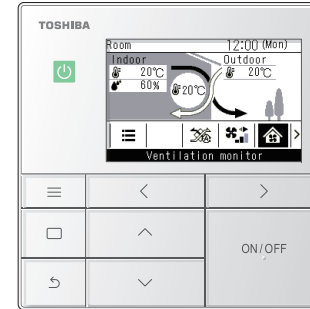 TOSHIBA
Room 12:00 (Mon)
Indoor Outdoor
20℃ 20℃ 20℃
60%
Ventilation monitor
ON/OFF